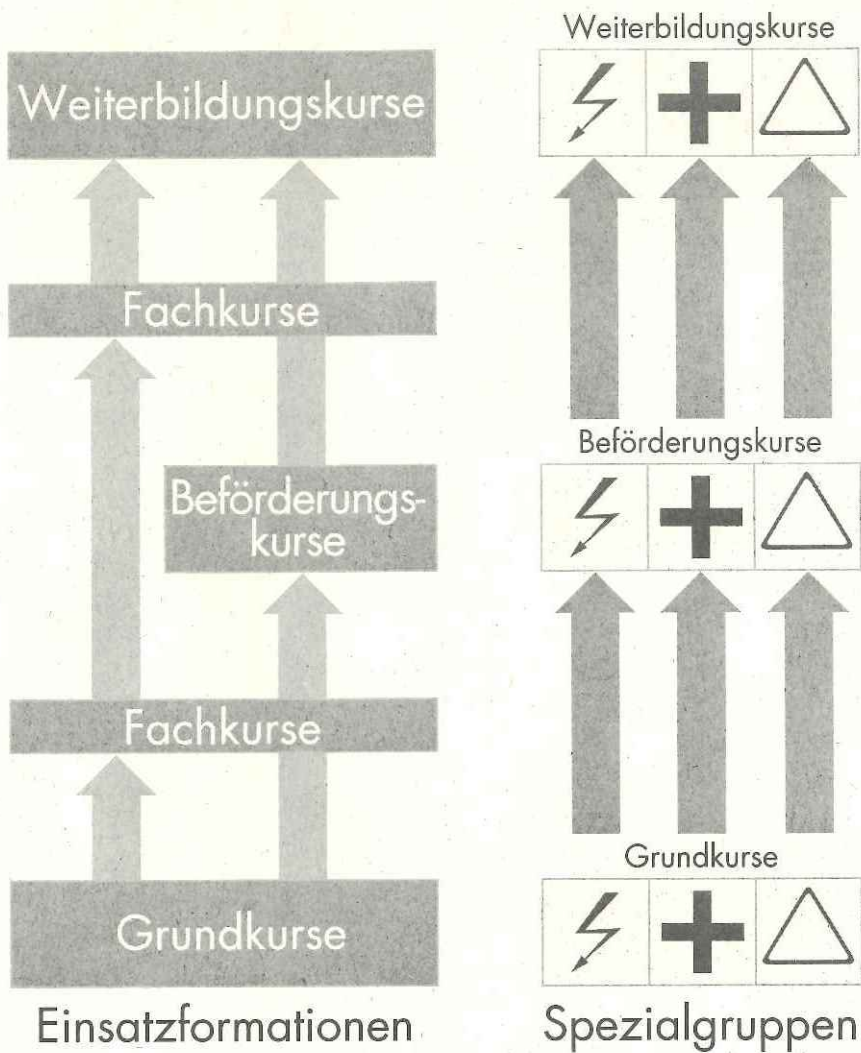 Weiterbildungskurse
Fachkurse
Beförderungs-
kurse
Fachkurse
Grundkurse
Einsatzformationen
Weiterbildungskurse
Beförderungskurse
Grundkurse
Spezialgruppen